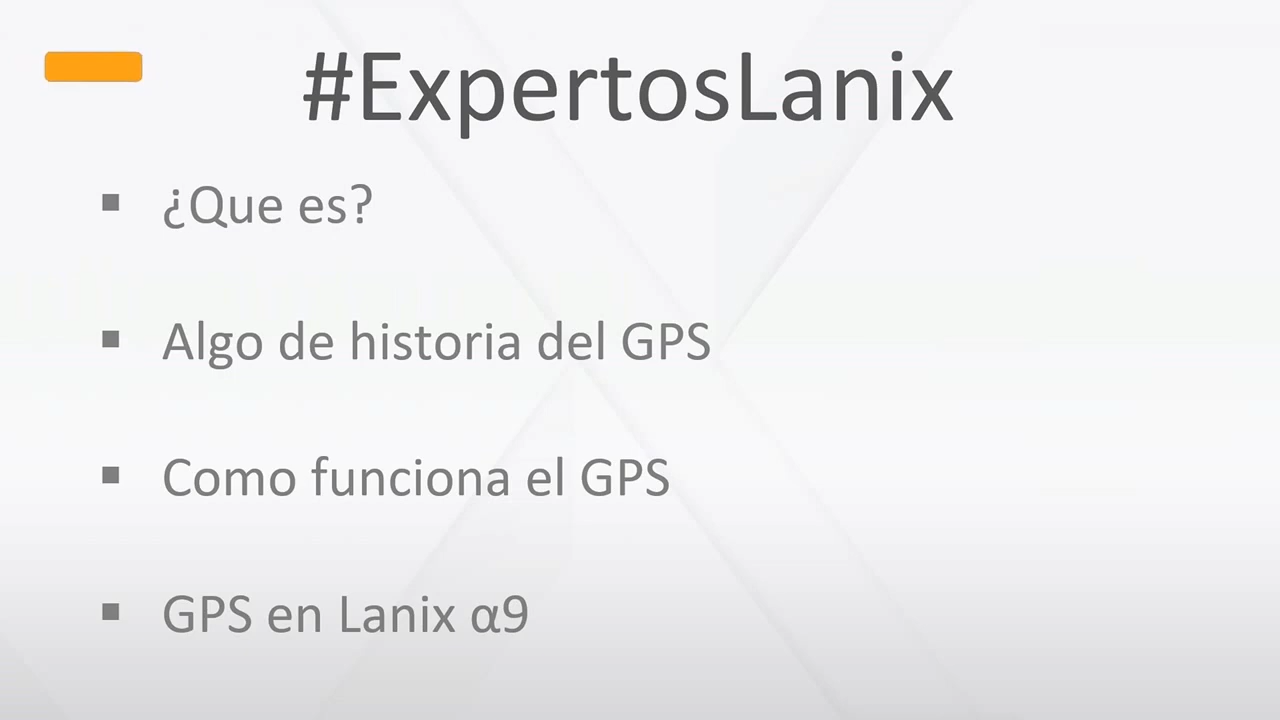 #ExpertosLanix
¿Que es?
Algo de historia del GPS
Como funciona el GPS
GPS en Lanix α9